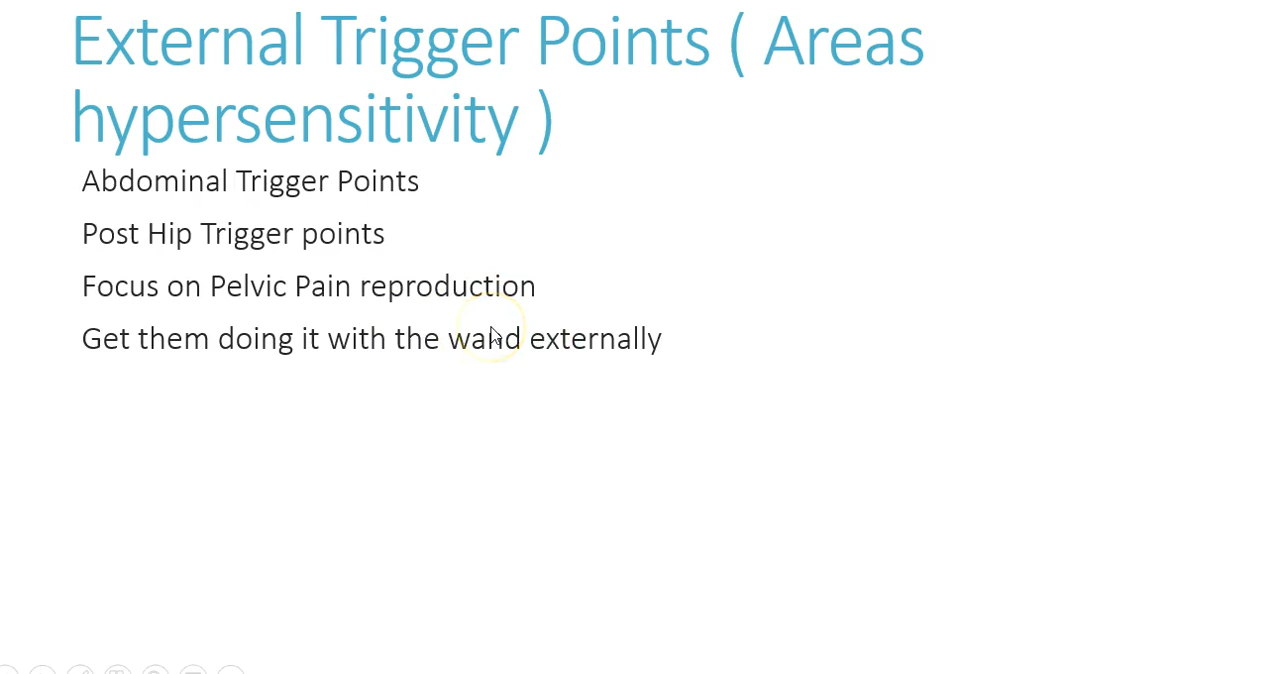 External Trigger Points ( Areas
hypersensitivity )
Abdominal Trigger Points
Post Hip Trigger points
Focus on Pelvic Pain reproduction
Get them doing it with the wand externally